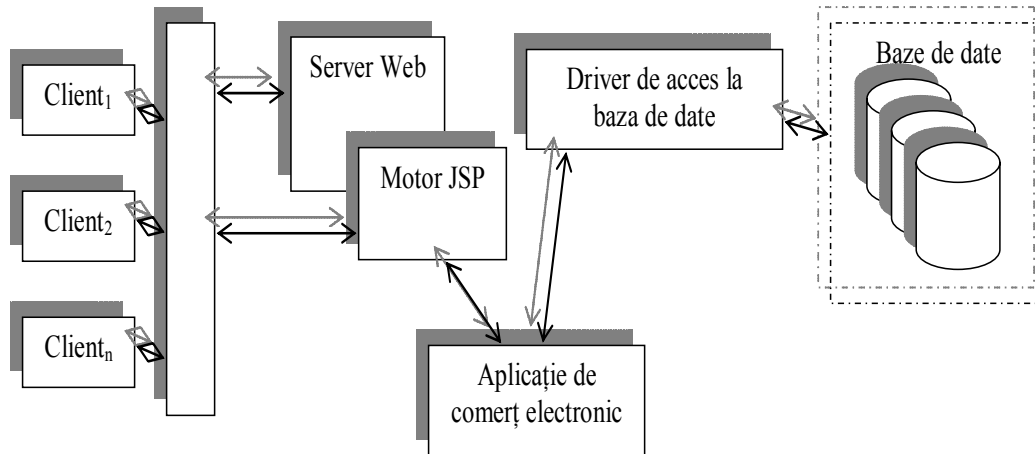 Client1
Client2
Clientn
Server Web
Motor JSP
Driver de acces la
baza de date
Baze de date
Aplicație de
comerț electronic